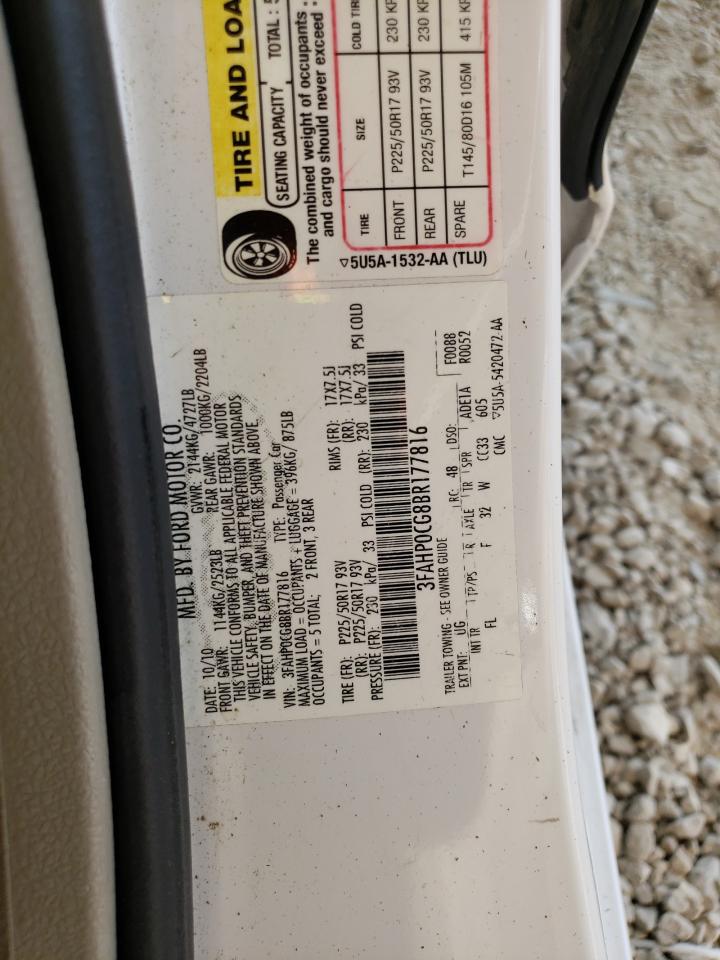 TIRE AND LOA
SEATING CAPACITY TOTAL : 5
The combined weight of occupants
and cargo should never exceed :
TIRE SIZE COLD TIR
FRONT P225/50R17 93V 230 KP
REAR P225/50R17 93V 230 KP
SPARE T145/80D16 105M 415 KP
5U5A-1532-AA (TLU)
MFD. BY FORD MOTOR CO.
DATE: 10/10 GVWR: 2144KG/4727LB
FRONT GAWR: 1144KG/2523LB REAR GAWR: 1000KG/2204LB
THIS VEHICLE CONFORMS TO ALL APPLICABLE FEDERAL MOTOR
VEHICLE SAFETY, BUMPER, AND THEFT PREVENTION STANDARDS
IN EFFECT ON THE DATE OF MANUFACTURE SHOWN ABOVE
VIN: 3FAHP0CG8BR177816 TYPE: Passenger Car
MAXIMUM LOAD = OCCUPANTS + LUGGAGE = 396KG/ 875LB
OCCUPANTS = 5 TOTAL; 2 FRONT, 3 REAR
TIRE (FR): P225/50R17 93V RIMS (FR): 17X7.5J
(RR): P225/50R17 93V (RR): 17X7.5J
PRESSURE (FR): 230 kPa/ 33 PSI COLD (RR): 230 kPa/ 33 PSI COLD
3FAHP0CG8BR177816
TRAILER TOWING - SEE OWNER GUIDE F0088
EXT PNT: UG RC: 48 DSO: R0052
INT TR TP/PS R AXLE TR SPR ADE1A
FL F 32 W CC33 605
CMC 5U5A-5420472 AA